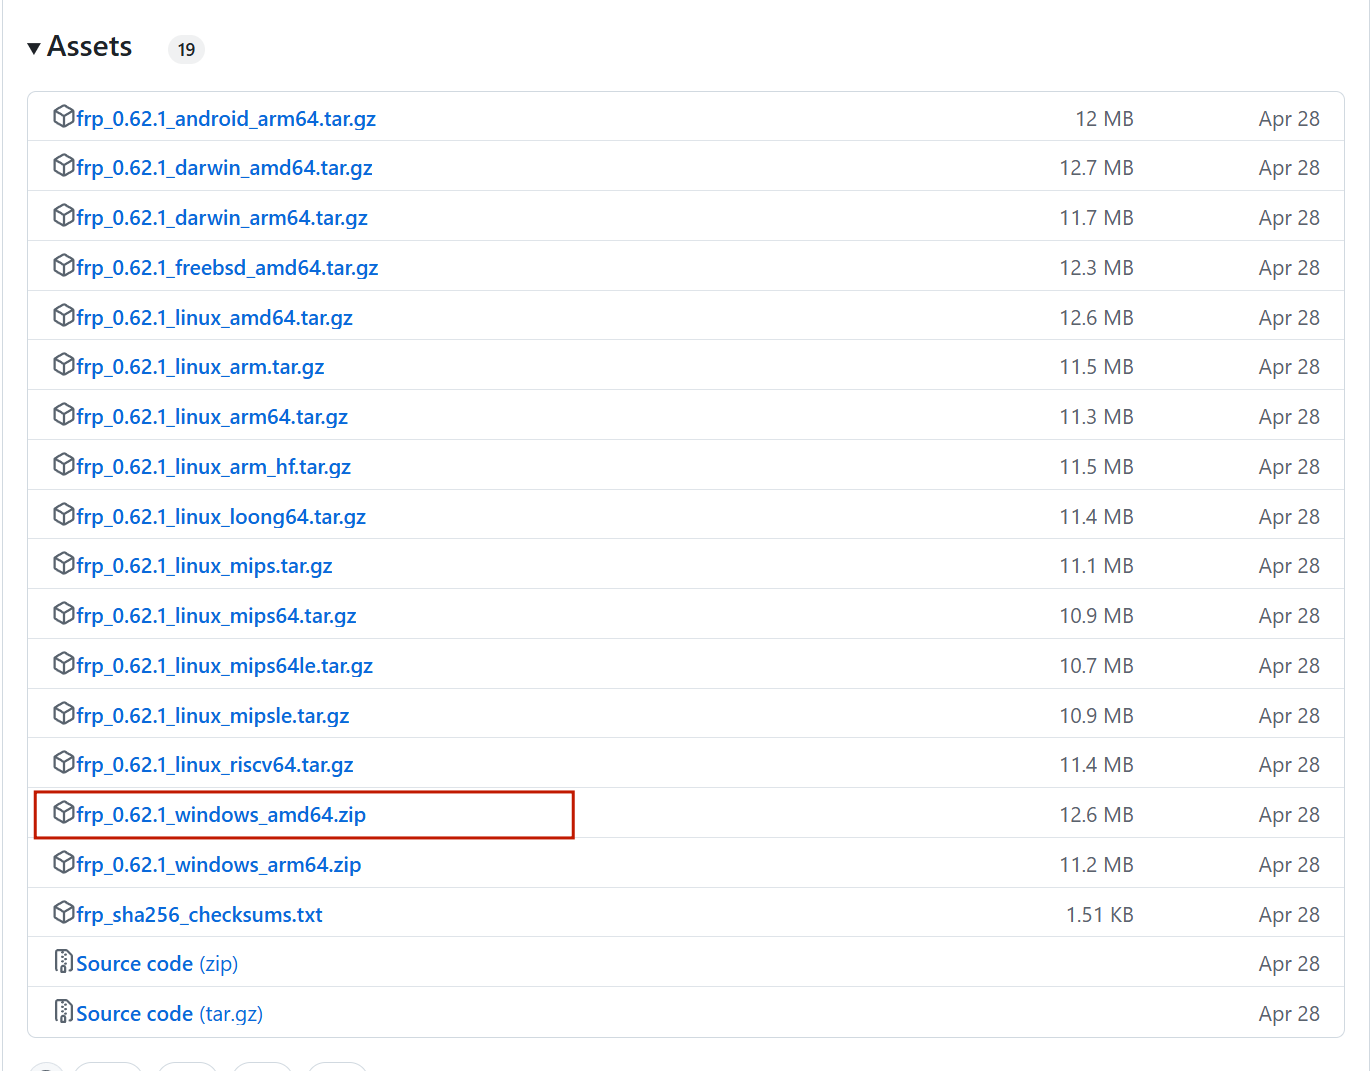 Assets 19
frp_0.62.1_android_arm64.tar.gz 12 MB Apr 28
frp_0.62.1_darwin_amd64.tar.gz 12.7 MB Apr 28
frp_0.62.1_darwin_arm64.tar.gz 11.7 MB Apr 28
frp_0.62.1_freebsd_amd64.tar.gz 12.3 MB Apr 28
frp_0.62.1_linux_amd64.tar.gz 12.6 MB Apr 28
frp_0.62.1_linux_arm.tar.gz 11.5 MB Apr 28
frp_0.62.1_linux_arm64.tar.gz 11.3 MB Apr 28
frp_0.62.1_linux_arm_hf.tar.gz 11.5 MB Apr 28
frp_0.62.1_linux_loong64.tar.gz 11.4 MB Apr 28
frp_0.62.1_linux_mips.tar.gz 11.1 MB Apr 28
frp_0.62.1_linux_mips64.tar.gz 10.9 MB Apr 28
frp_0.62.1_linux_mips64le.tar.gz 10.7 MB Apr 28
frp_0.62.1_linux_mipsle.tar.gz 10.9 MB Apr 28
frp_0.62.1_linux_riscv64.tar.gz 11.4 MB Apr 28
frp_0.62.1_windows_amd64.zip 12.6 MB Apr 28
frp_0.62.1_windows_arm64.zip 11.2 MB Apr 28
frp_sha256_checksums.txt 1.51 KB Apr 28
Source code (zip) Apr 28
Source code (tar.gz) Apr 28